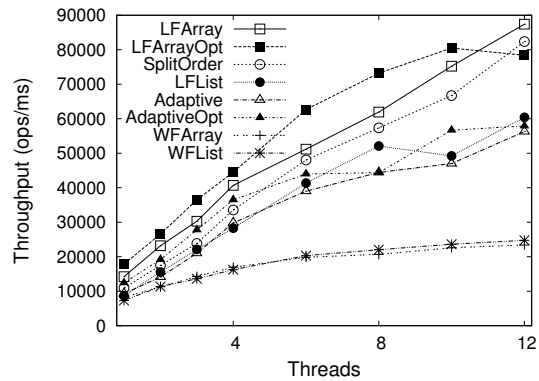 90000
80000
70000
60000
50000
40000
30000
20000
10000
0
Throughput (ops/ms)
LFArray
LFArrayOpt
SplitOrder
LFList
Adaptive
AdaptiveOpt
WFArray
WFList
4
8
12
Threads